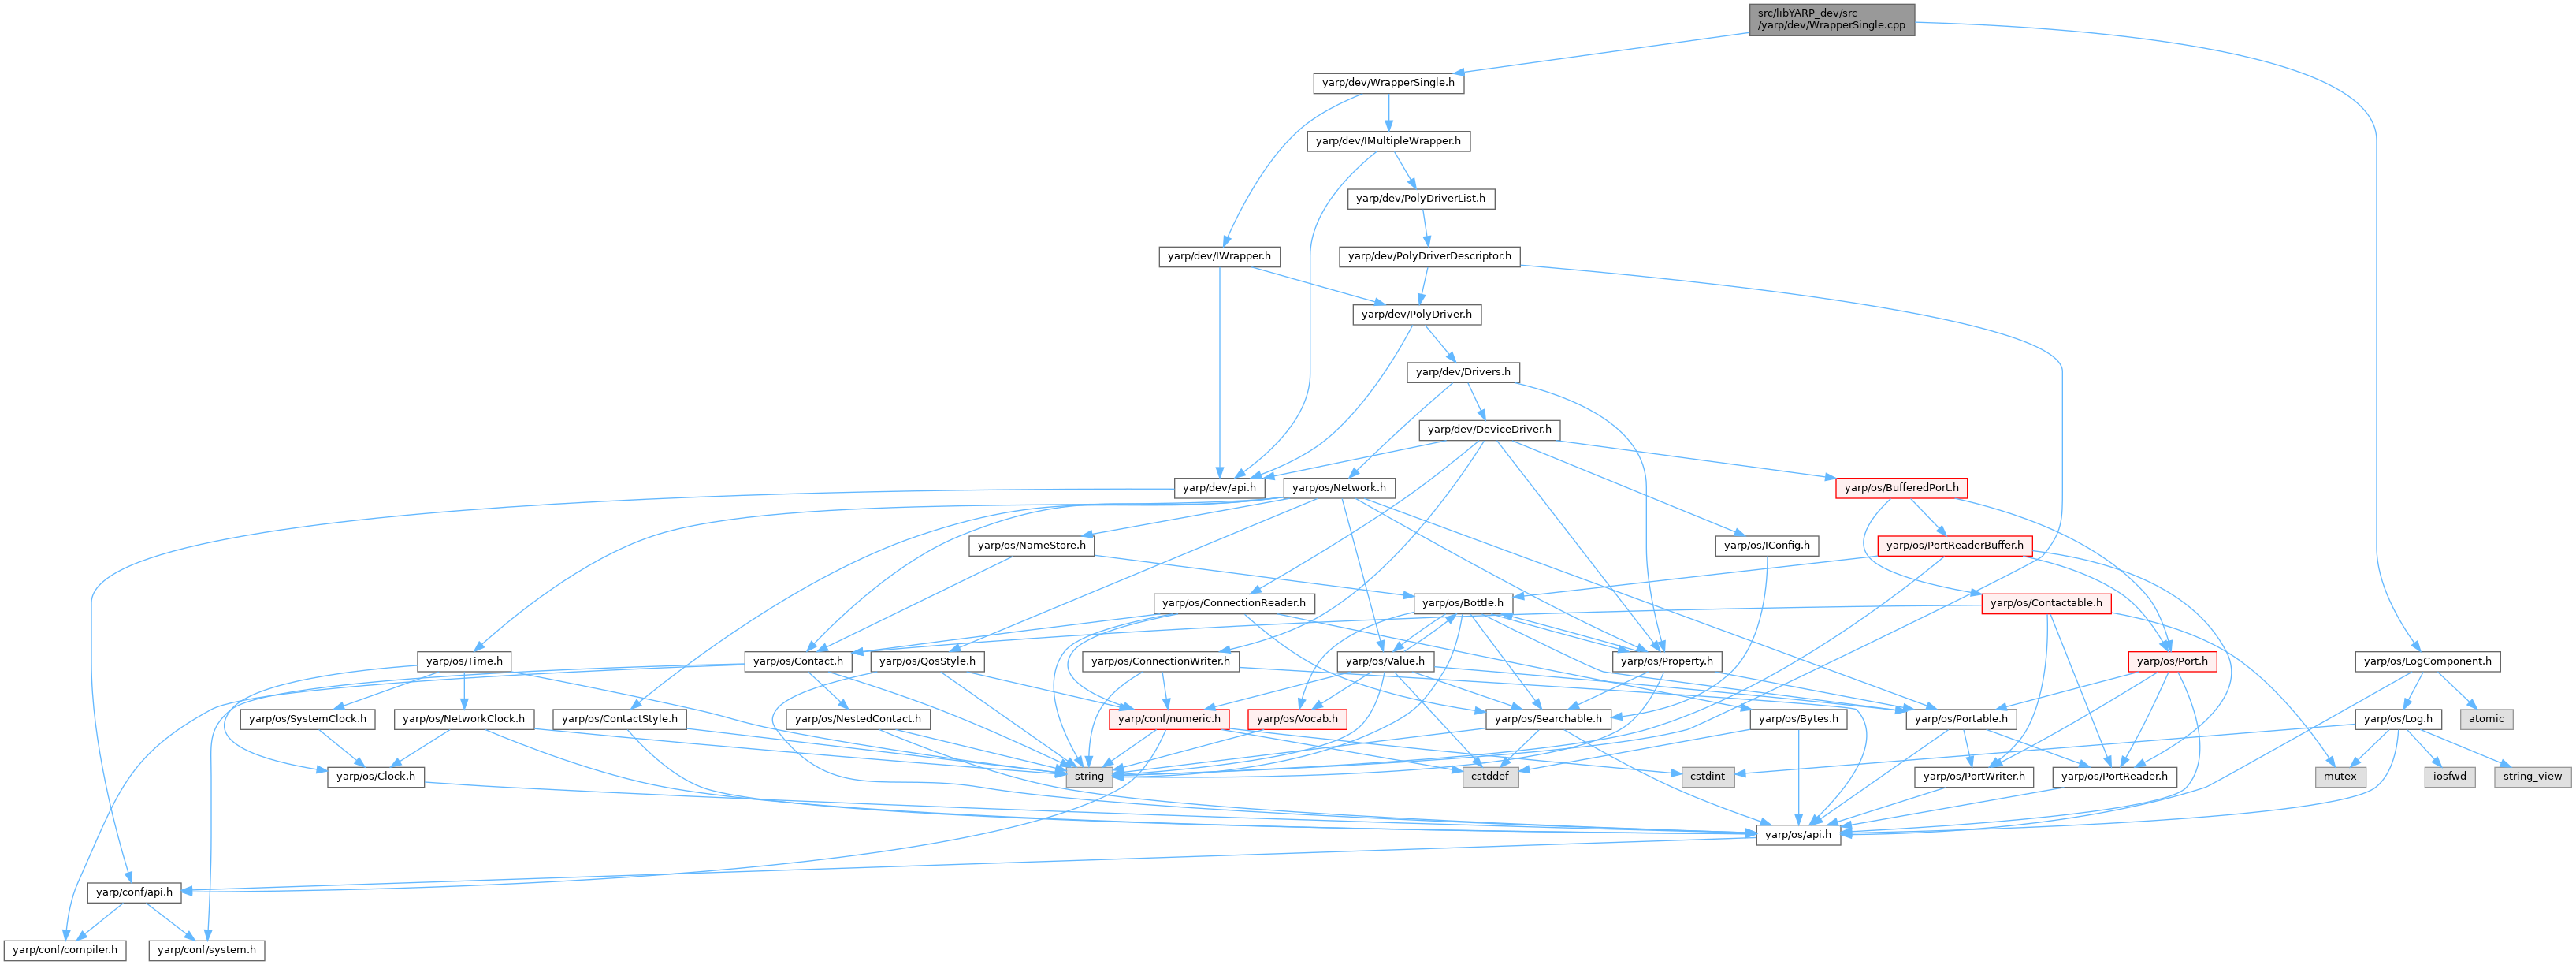 src/libYARP_dev/src
/yarp/dev/WrapperSingle.cpp
yarp/dev/WrapperSingle.h
yarp/dev/IMultipleWrapper.h
yarp/dev/PolyDriverList.h
yarp/dev/IWrapper.h
yarp/dev/PolyDriverDescriptor.h
yarp/dev/PolyDriver.h
yarp/dev/Drivers.h
yarp/dev/DeviceDriver.h
yarp/dev/api.h
yarp/os/Network.h
yarp/os/BufferedPort.h
yarp/os/NameStore.h
yarp/os/IConfig.h
yarp/os/PortReaderBuffer.h
yarp/os/ConnectionReader.h
yarp/os/Bottle.h
yarp/os/Contactable.h
yarp/os/Time.h
yarp/os/Contact.h
yarp/os/QosStyle.h
yarp/os/ConnectionWriter.h
yarp/os/Value.h
yarp/os/Property.h
yarp/os/Port.h
yarp/os/LogComponent.h
yarp/os/SystemClock.h
yarp/os/NetworkClock.h
yarp/os/ContactStyle.h
yarp/os/NestedContact.h
yarp/conf/numeric.h
yarp/os/Vocab.h
yarp/os/Searchable.h
yarp/os/Bytes.h
yarp/os/Portable.h
yarp/os/Log.h
atomic
yarp/os/Clock.h
string
cstddef
cstdint
yarp/os/PortWriter.h
yarp/os/PortReader.h
mutex
iosfwd
string_view
yarp/os/api.h
yarp/conf/api.h
yarp/conf/compiler.h
yarp/conf/system.h